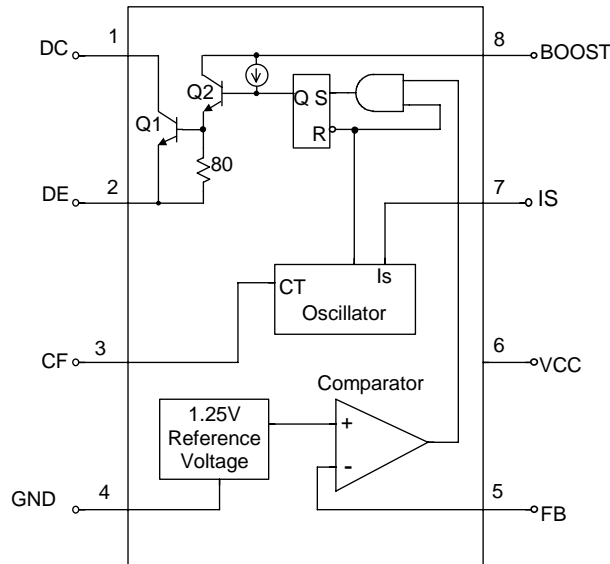 DC 1
8 BOOST
Q2
Q S
Q1
R
80
DE 2
7 IS
CT Is
Oscillator
CF 3
6 VCC
Comparator
1.25V
Reference
Voltage
+
-
GND 4
5 FB